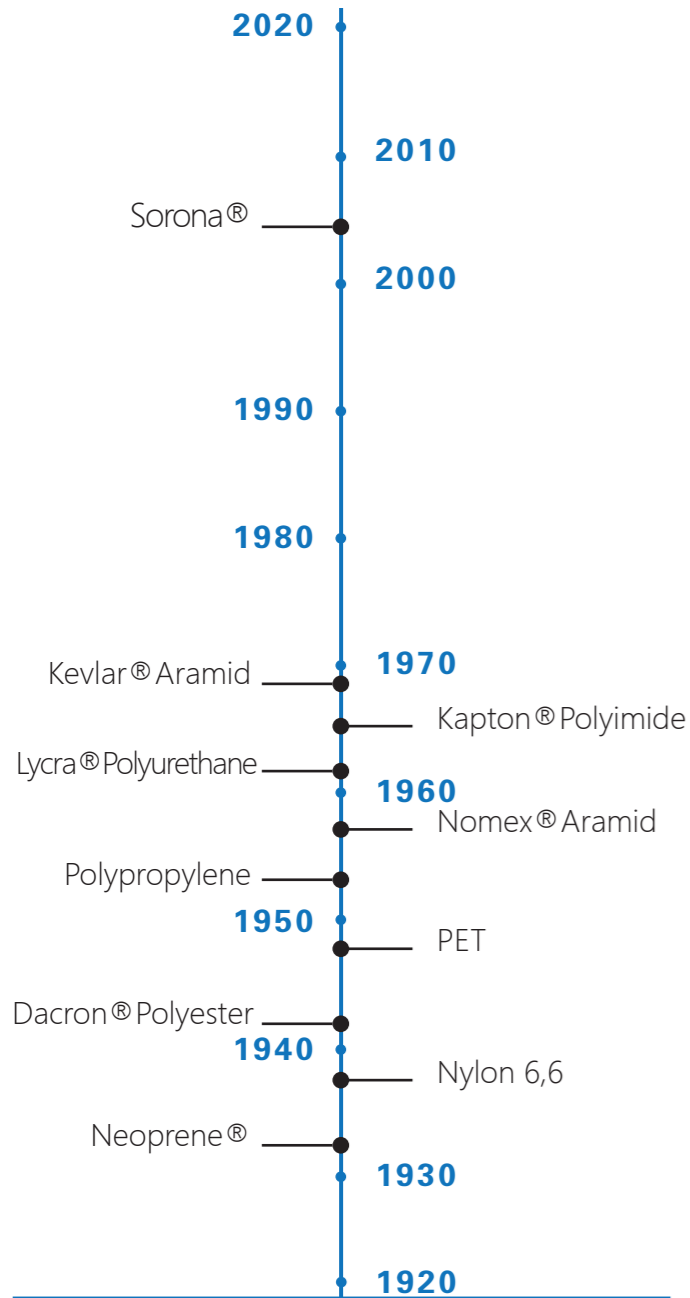 2020
2010
Sorona®
2000
1990
1980
1970
Kevlar® Aramid
Kapton® Polyimide
Lycra® Polyurethane
1960
Nomex® Aramid
Polypropylene
1950
PET
Dacron® Polyester
1940
Nylon 6,6
Neoprene®
1930
1920